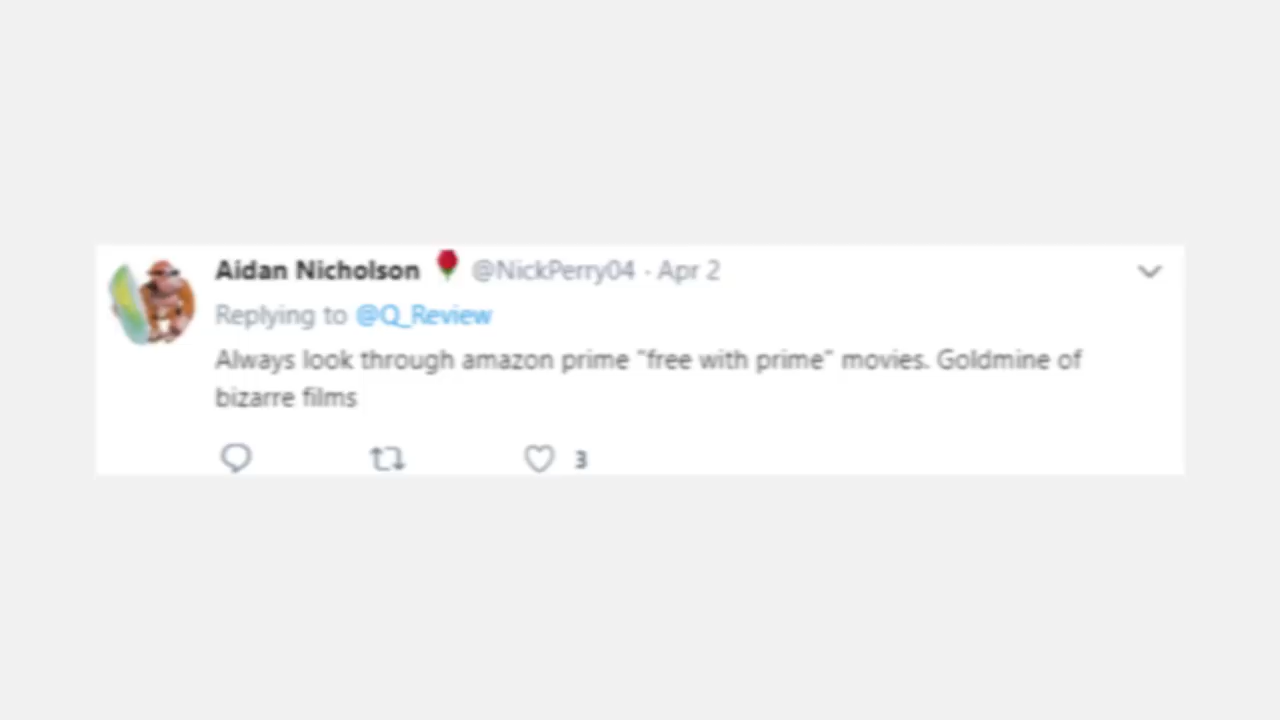 Aidan Nicholson 🌹 @NickPerry04 · Apr 2
Replying to @Q_Review
Always look through amazon prime "free with prime" movies. Goldmine of
bizarre films
3